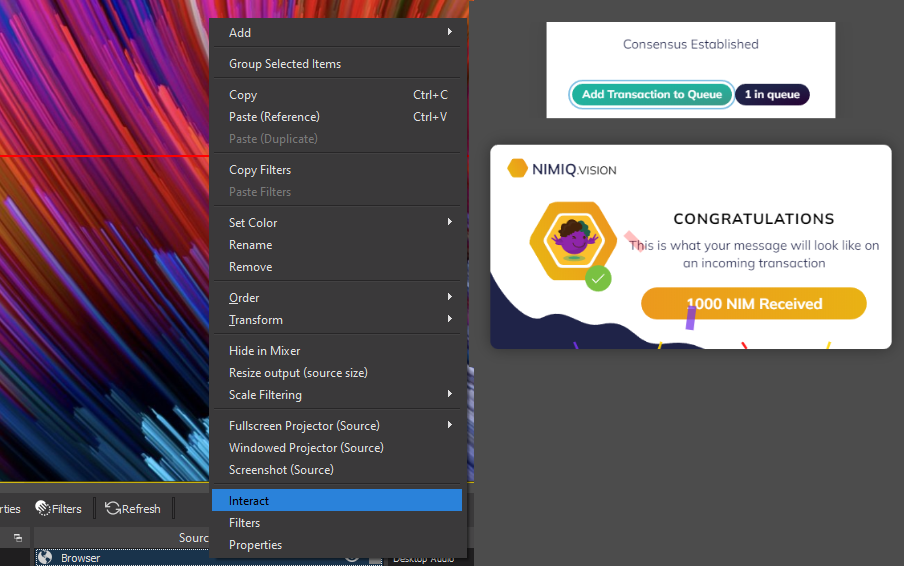 Add
Group Selected Items
Copy Ctrl+C
Paste (Reference) Ctrl+V
Paste (Duplicate)
Copy Filters
Paste Filters
Set Color
Rename
Remove
Order
Transform
Hide in Mixer
Resize output (source size)
Scale Filtering
Fullscreen Projector (Source)
Windowed Projector (Source)
Screenshot (Source)
Interact
Filters
Properties
rties Filters Refresh
Sourc
Browser
Desktop Audio
Consensus Established
Add Transaction to Queue 1 in queue
NIMIQ.VISION
CONGRATULATIONS
This is what your message will look like on
an incoming transaction
1000 NIM Received